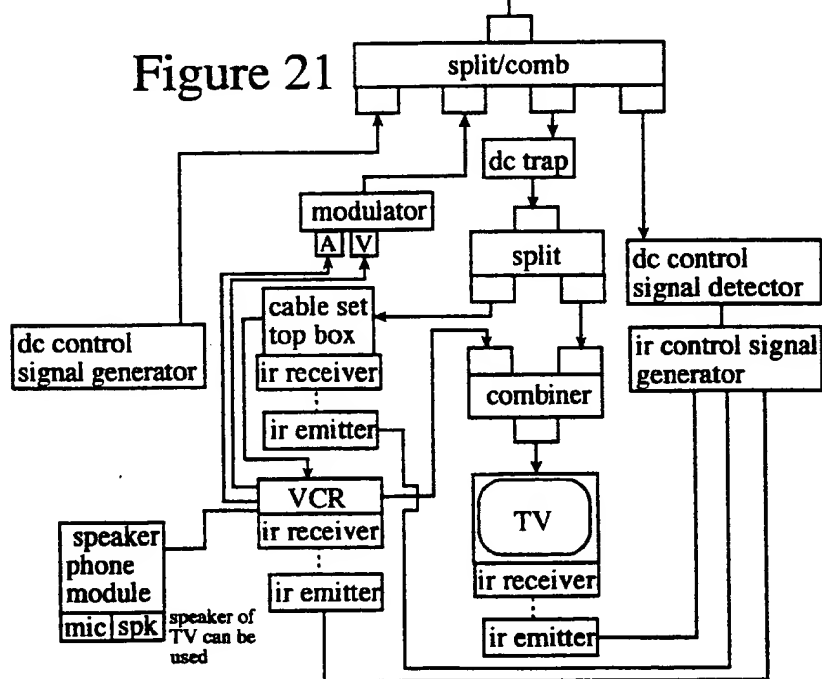 Figure 21
split/comb
dc trap
modulator
A V
split
dc control
signal detector
cable set
top box
ir receiver
dc control
signal generator
ir control signal
generator
combiner
ir emitter
VCR
ir receiver
TV
speaker
phone
module
mic spk
speaker of
TV can be
used
ir emitter
ir receiver
ir emitter